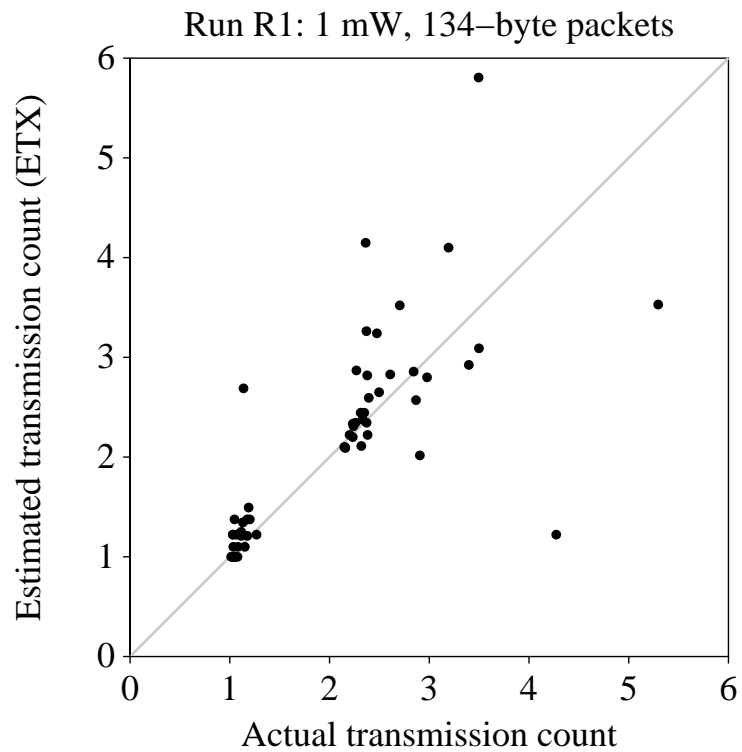 Run R1: 1 mW, 134−byte packets
Estimated transmission count (ETX)
6
5
4
3
2
1
0
0 1 2 3 4 5 6
Actual transmission count